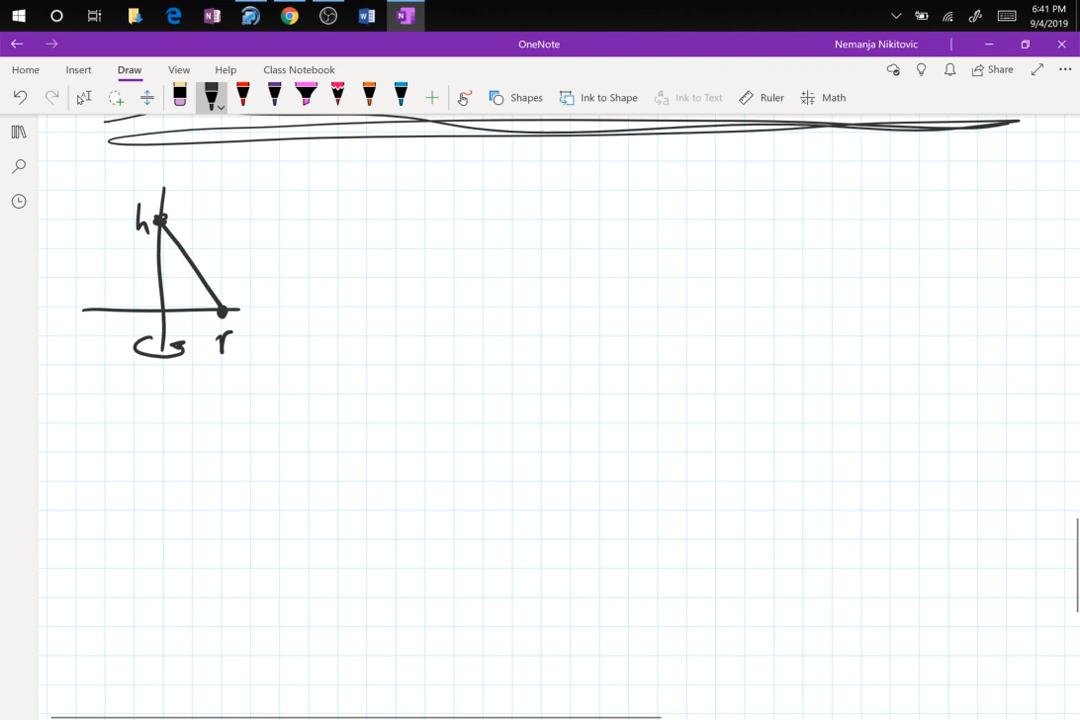 6:41 PM
9/4/2019
OneNote
Nemanja Nikitovic
Home Insert Draw View Help Class Notebook
Share
Shapes Ink to Shape Ink to Text Ruler Math
h
r